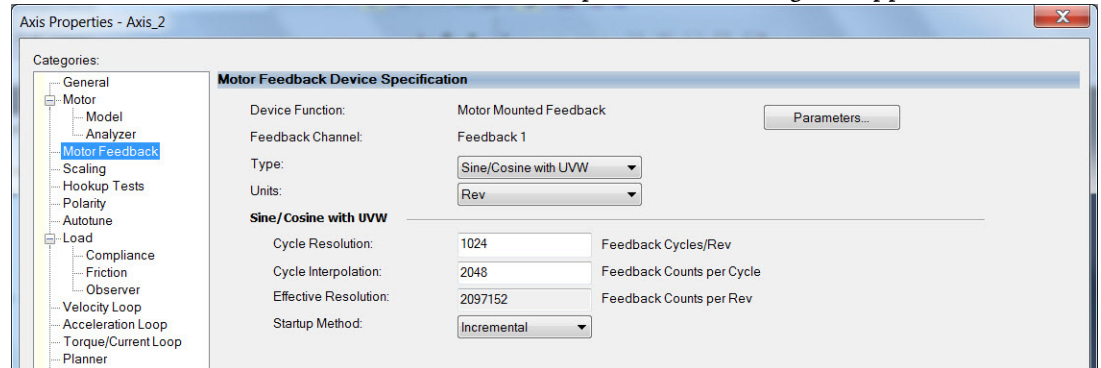 Axis Properties - Axis_2
X
Categories:
General
Motor
Model
Analyzer
Motor Feedback
Scaling
Hookup Tests
Polarity
Autotune
Load
Compliance
Friction
Observer
Velocity Loop
Acceleration Loop
Torque/Current Loop
Planner
Motor Feedback Device Specification
Device Function: Motor Mounted Feedback Parameters...
Feedback Channel: Feedback 1
Type: Sine/Cosine with UVW
Units: Rev
Sine/Cosine with UVW
Cycle Resolution: 1024 Feedback Cycles/Rev
Cycle Interpolation: 2048 Feedback Counts per Cycle
Effective Resolution: 2097152 Feedback Counts per Rev
Startup Method: Incremental